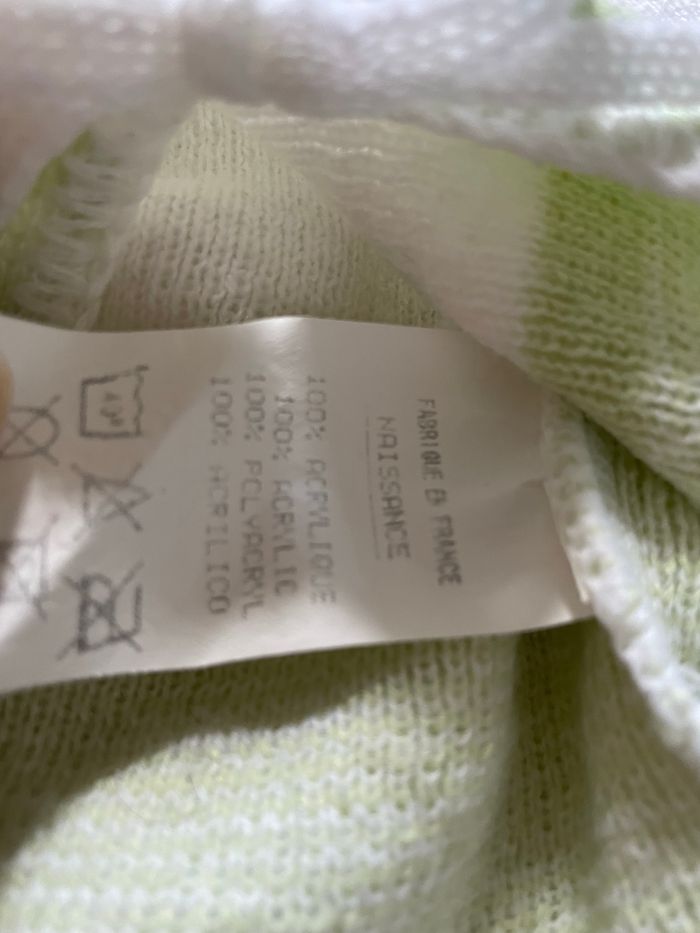 FABRIQUE EN FRANCE
NAISSANCE
100% ACRYLIQUE
100% ACRYLIC
100% POLYACRYL
100% ACRILICO
40°